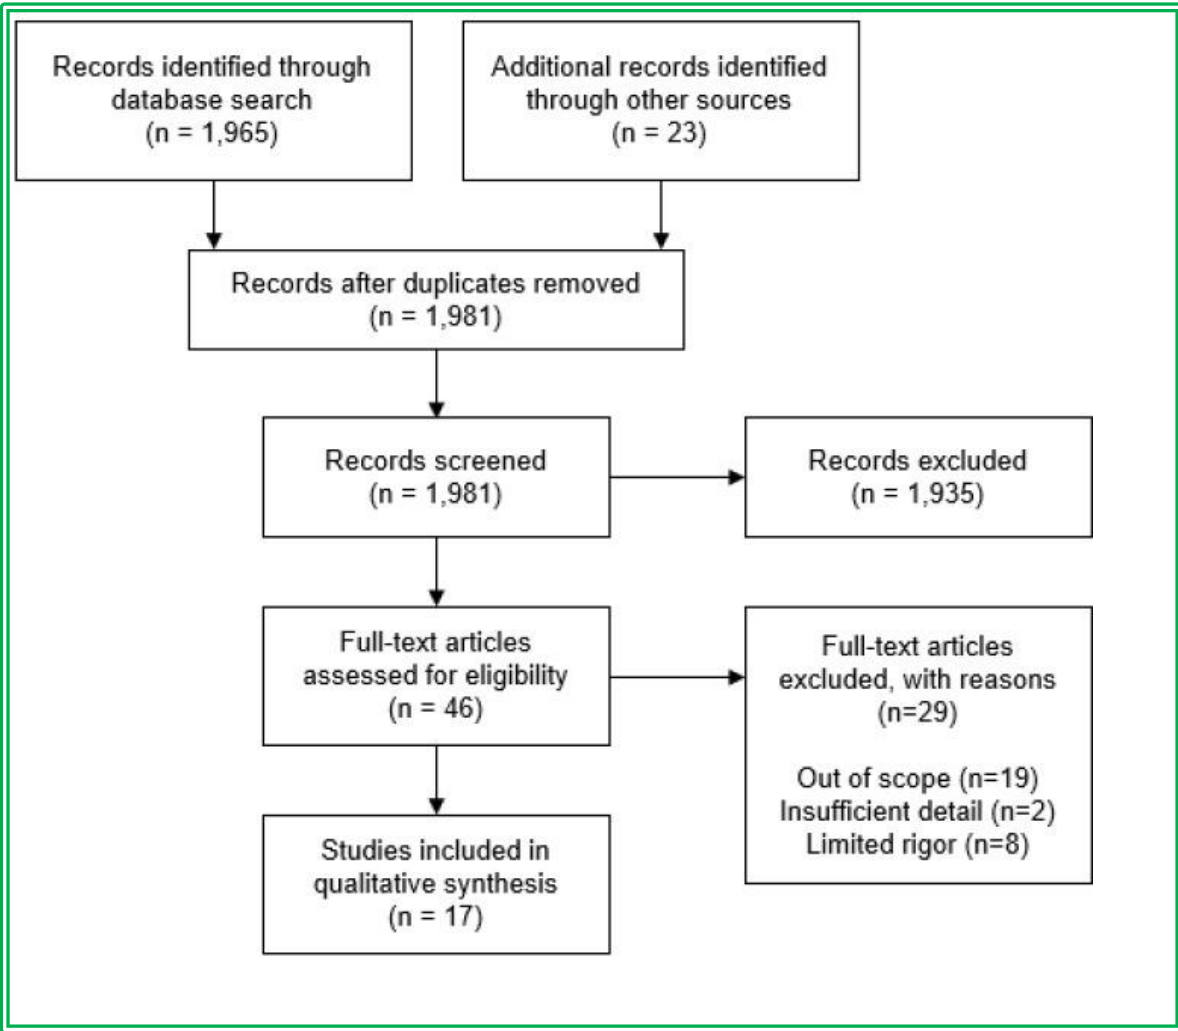 Records identified through
database search
(n = 1,965)
Additional records identified
through other sources
(n = 23)
Records after duplicates removed
(n = 1,981)
Records screened
(n = 1,981)
Records excluded
(n = 1,935)
Full-text articles
assessed for eligibility
(n = 46)
Full-text articles
excluded, with reasons
(n=29)
Out of scope (n=19)
Insufficient detail (n=2)
Limited rigor (n=8)
Studies included in
qualitative synthesis
(n = 17)